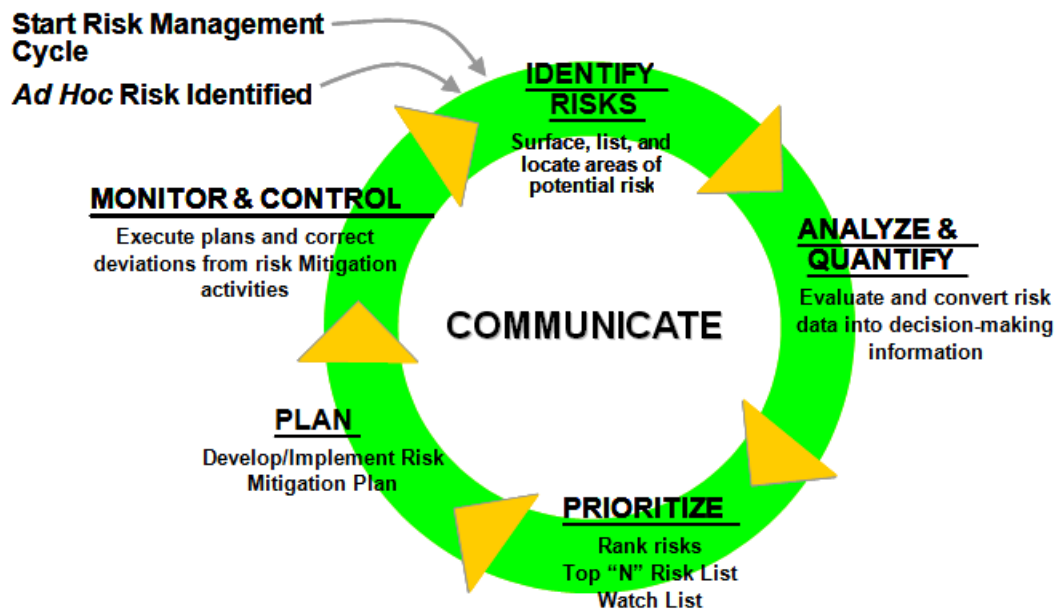 Start Risk Management
Cycle
Ad Hoc Risk Identified
IDENTIFY
RISKS
Surface, list, and
locate areas of
potential risk
ANALYZE &
QUANTIFY
Evaluate and convert risk
data into decision-making
information
PRIORITIZE
Rank risks
Top “N” Risk List
Watch List
PLAN
Develop/Implement Risk
Mitigation Plan
MONITOR & CONTROL
Execute plans and correct
deviations from risk Mitigation
activities
COMMUNICATE